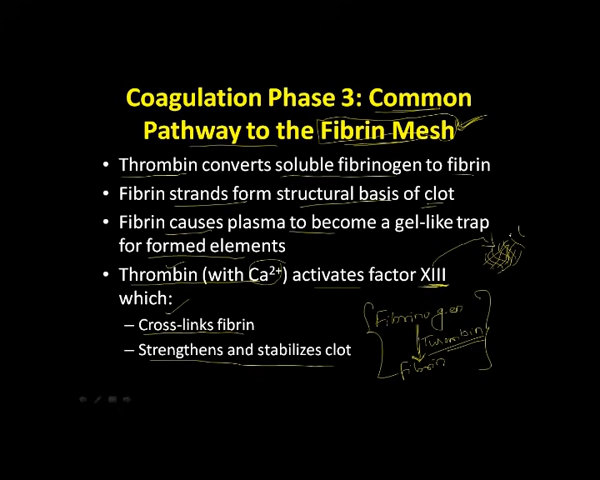 Coagulation Phase 3: Common
Pathway to the Fibrin Mesh
• Thrombin converts soluble fibrinogen to fibrin
• Fibrin strands form structural basis of clot
• Fibrin causes plasma to become a gel-like trap
for formed elements
• Thrombin (with Ca²⁺) activates factor XIII
which:
– Cross-links fibrin
– Strengthens and stabilizes clot
Fibrinogen
Thrombin
Fibrin